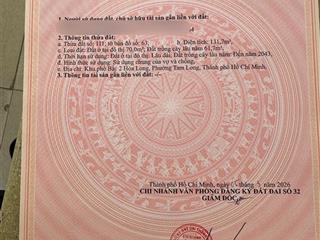 1. Người sử dụng đất, chủ sở hữu tài sản gắn liền với đất:
2. Thông tin thửa đất:
a. Thửa đất số: 111, tờ bản đồ số: 63, b. Diện tích: 131,7m².
c. Loại đất: Đất ở tại đô thị 70,0m², Đất trồng cây lâu năm 61,7m².
d. Thời hạn sử dụng: Đất ở tại đô thị: Lâu dài, Đất trồng cây lâu năm: Đến năm 2043.
đ. Hình thức sử dụng: Sử dụng chung của vợ và chồng.
e. Địa chỉ: Khu phố Bắc 2 Hòa Long, Phường Tam Long, Thành phố Hồ Chí Minh.
3. Thông tin tài sản gắn liền với đất: -/-
Thành phố Hồ Chí Minh, ngày tháng năm 2026
CHI NHÁNH VĂN PHÒNG ĐĂNG KÝ ĐẤT ĐAI SỐ 32
GIÁM ĐỐC